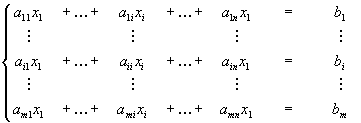 a₁₁x₁ + … + a₁ᵢxᵢ + … + a₁ₙx₁ = b₁
⋮ ⋮ ⋮ ⋮
aᵢ₁x₁ + … + aᵢᵢxᵢ + … + aᵢₙx₁ = bᵢ
⋮ ⋮ ⋮ ⋮
aₘ₁x₁ + … + aₘᵢxᵢ + … + aₘₙx₁ = bₘ